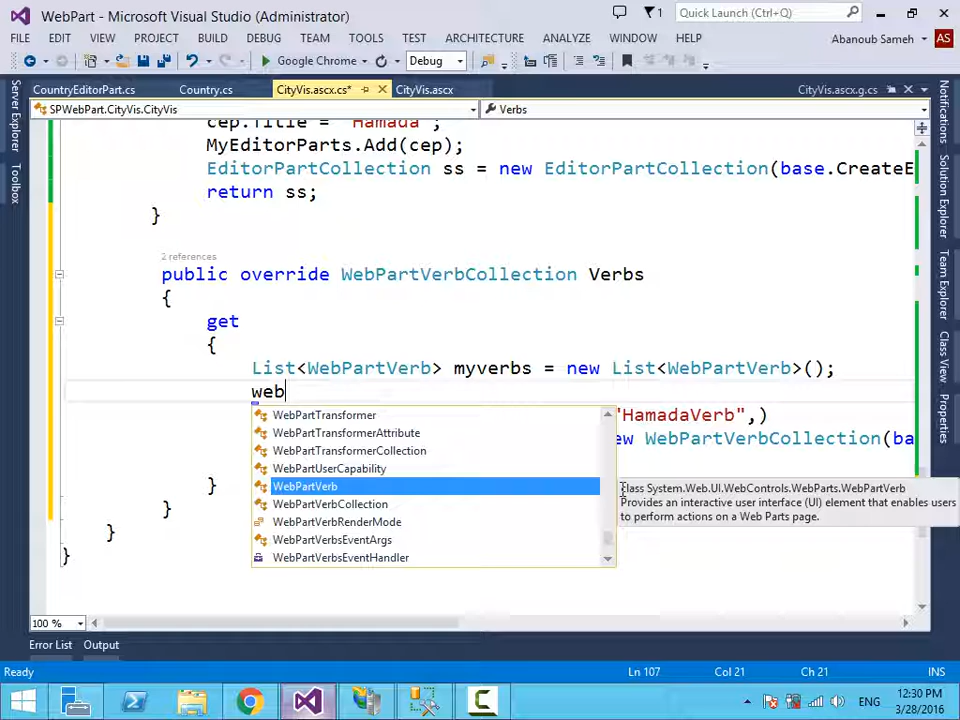 WebPart - Microsoft Visual Studio (Administrator)
1
Quick Launch (Ctrl+Q)
FILE EDIT VIEW PROJECT BUILD DEBUG TEAM TOOLS TEST ARCHITECTURE ANALYZE WINDOW HELP
Abanoub Sameh AS
Google Chrome Debug
CountryEditorPart.cs Country.cs CityVis.ascx.cs* CityVis.ascx CityVis.ascx.g.cs
SPWebPart.CityVis.CityVis Verbs
Server Explorer
Toolbox
Notifications
Solution Explorer
Team Explorer
Class View
Properties
cep.Title = "Hamada";
MyEditorParts.Add(cep);
EditorPartCollection ss = new EditorPartCollection(base.CreateE
return ss;
}
2 references
public override WebPartVerbCollection Verbs
{
get
{
List<WebPartVerb> myverbs = new List<WebPartVerb>();
web
"HamadaVerb",)
new WebPartVerbCollection(ba
}
}
}
}
WebPartTransformer
WebPartTransformerAttribute
WebPartTransformerCollection
WebPartUserCapability
WebPartVerb
WebPartVerbCollection
WebPartVerbRenderMode
WebPartVerbsEventArgs
WebPartVerbsEventHandler
class System.Web.UI.WebControls.WebParts.WebPartVerb
Provides an interactive user interface (UI) element that enables users
to perform actions on a Web Parts page.
100 %
Error List Output
Ready Ln 107 Col 21 Ch 21 INS
ENG
12:30 PM
3/28/2016